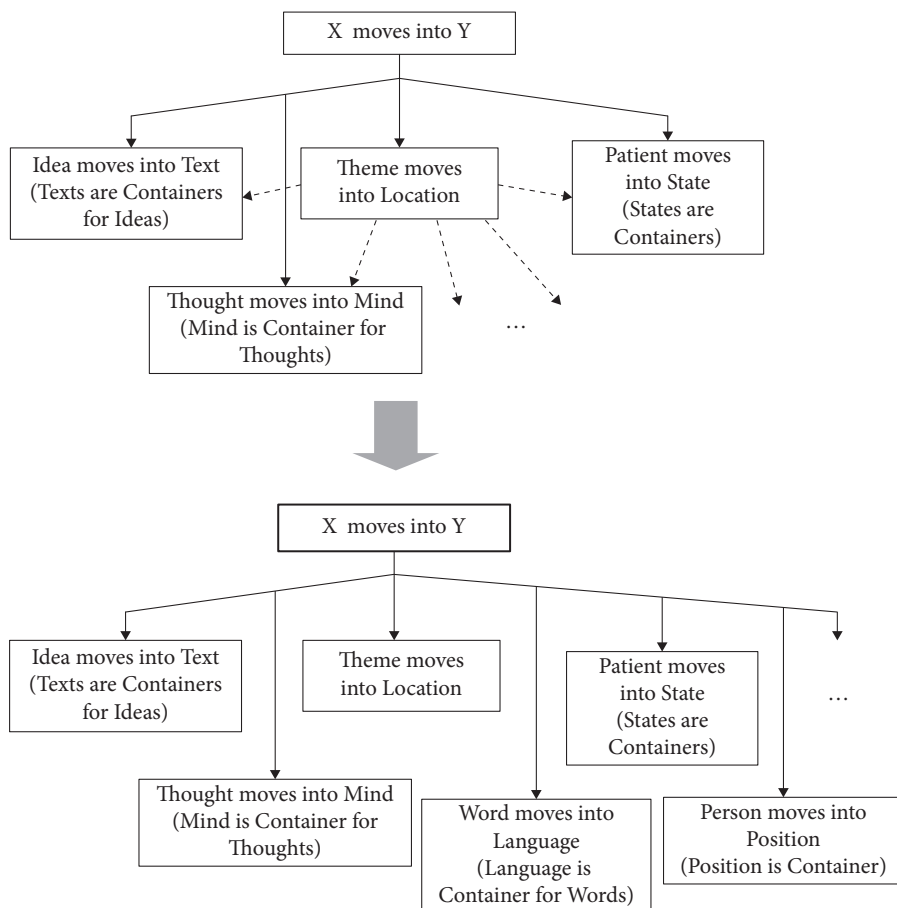 X moves into Y
Idea moves into Text
(Texts are Containers
for Ideas)
Theme moves
into Location
Patient moves
into State
(States are
Containers)
Thought moves into Mind
(Mind is Container for
Thoughts)
…
X moves into Y
Idea moves into Text
(Texts are Containers
for Ideas)
Theme moves
into Location
Patient moves
into State
(States are
Containers)
…
Thought moves into Mind
(Mind is Container for
Thoughts)
Word moves into
Language
(Language is
Container for Words)
Person moves into
Position
(Position is Container)